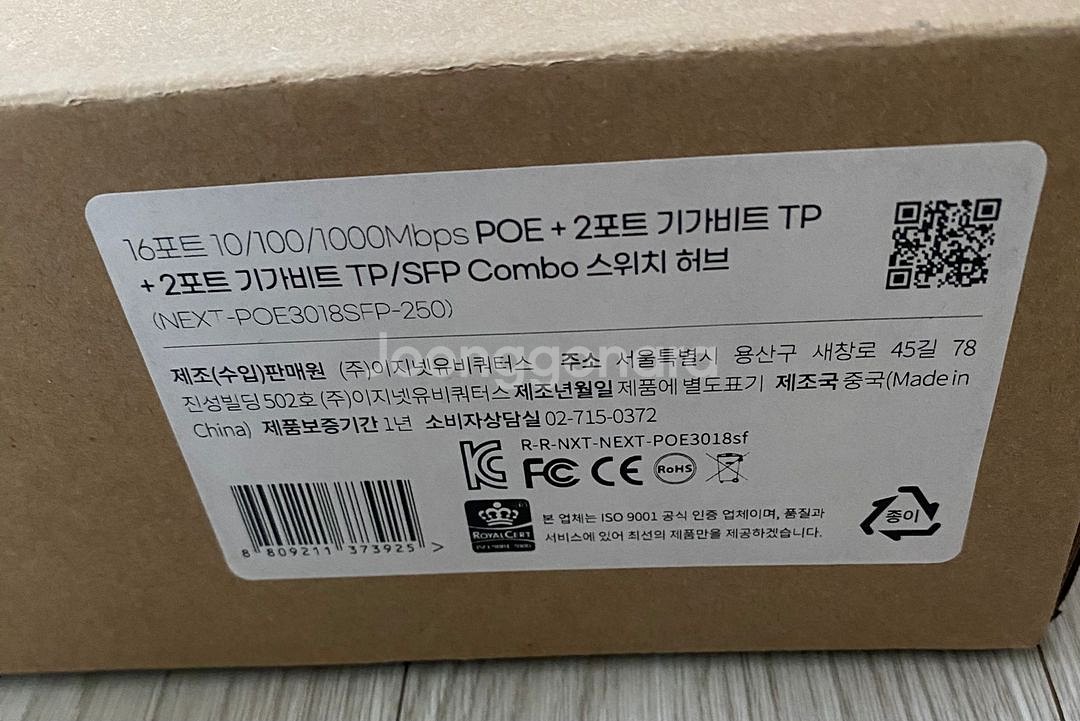 16포트 10/100/1000Mbps POE + 2포트 기가비트 TP
+ 2포트 기가비트 TP/SFP Combo 스위치 허브
(NEXT-POE3018SFP-250)
제조(수입)판매원 (주)이지넷유비쿼터스 주소 서울특별시 용산구 새창로 45길 78
진성빌딩 502호 (주)이지넷유비쿼터스 제조년월일 제품에 별도표기 제조국 중국(Made in
China) 제품보증기간 1년 소비자상담실 02-715-0372
R-R-NXT-NEXT-POE3018sf
KC FC CE RoHS
ROYALCERT
본 업체는 ISO 9001 공식 인증 업체이며, 품질과
서비스에 있어 최선의 제품만을 제공하겠습니다.
종이
8 809211 373925 >
joonggonara